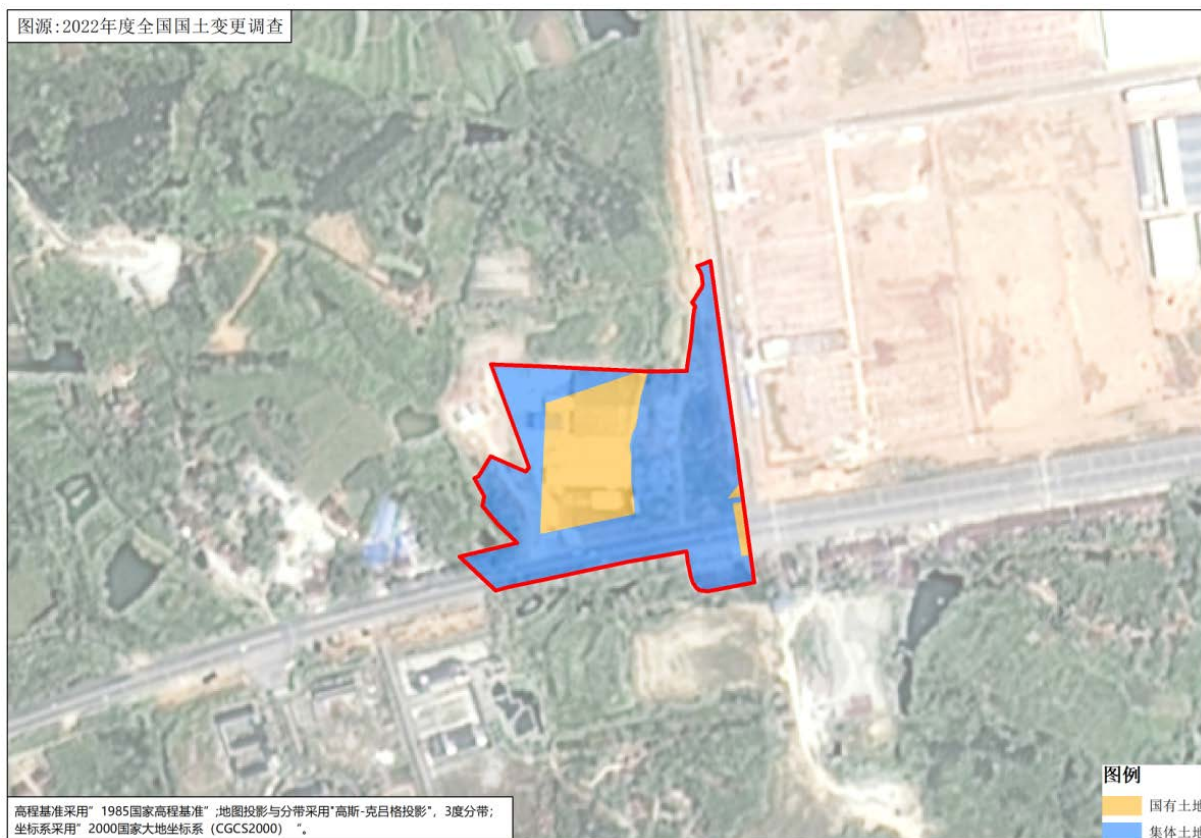 图源:2022年度全国国土变更调查
图例
国有土地
集体土地
高程基准采用”1985国家高程基准”;地图投影与分带采用"高斯-克吕格投影”，3度分带；
坐标系采用”2000国家大地坐标系（CGCS2000）”。